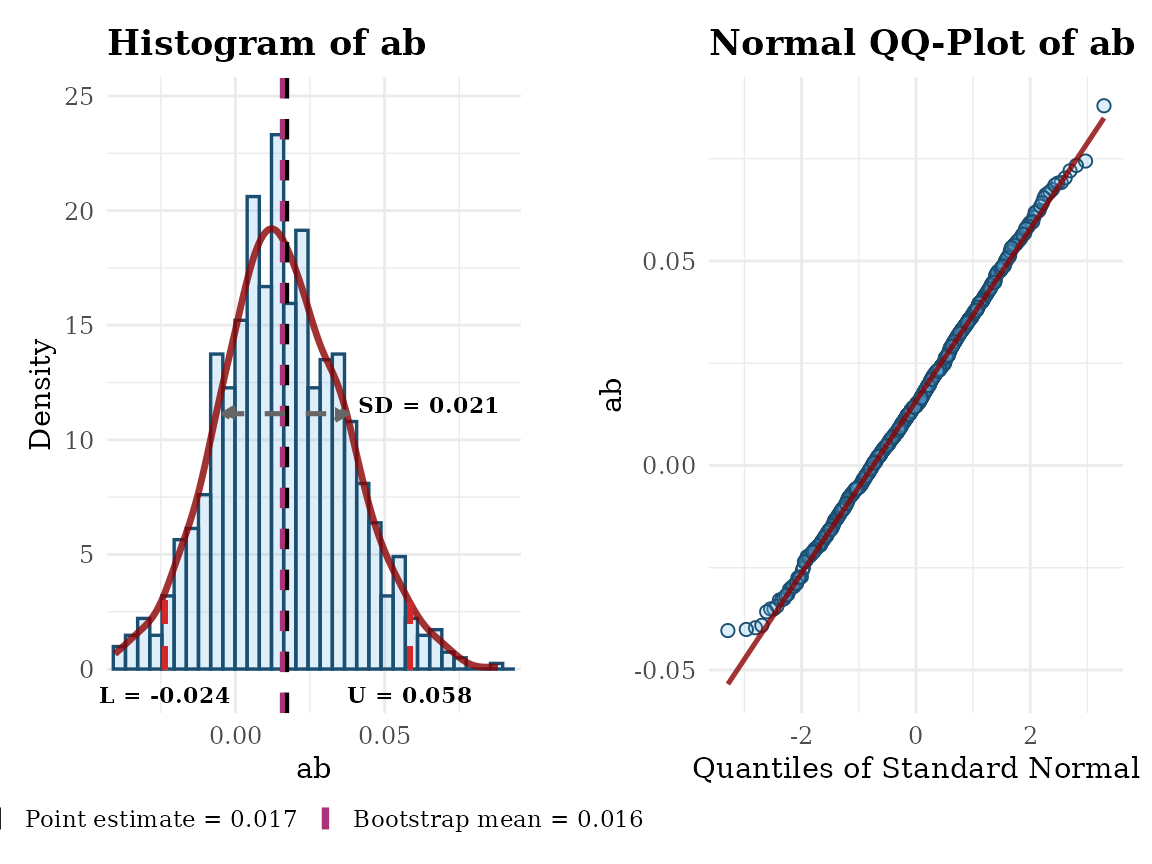 Histogram of ab
25
20
15
10
5
0
Density
SD = 0.021
L = -0.024
U = 0.058
0.00
0.05
ab
Point estimate = 0.017
Bootstrap mean = 0.016
Normal QQ-Plot of ab
0.05
0.00
-0.05
ab
-2
0
2
Quantiles of Standard Normal